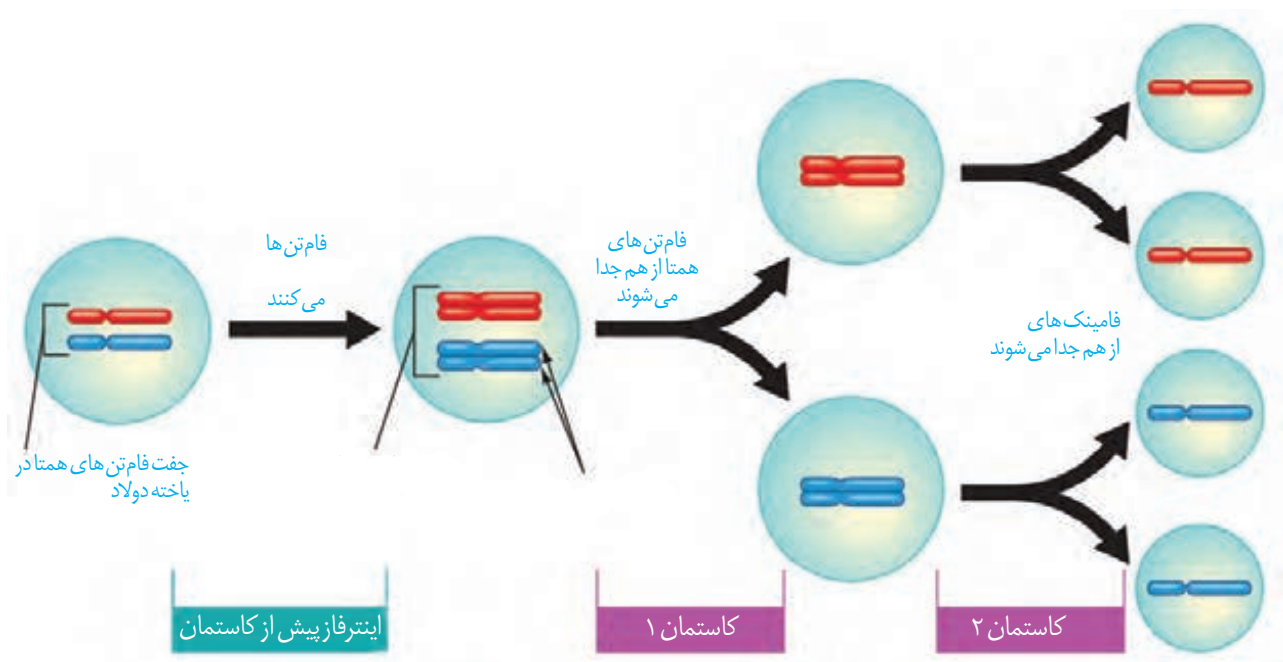 فام‌تن‌ها
می‌کنند
فام‌تن‌های
همتا از هم جدا
می‌شوند
فامینک‌های
از هم جدا می‌شوند
جفت فام‌تن‌های همتا در
یاخته دولاد
اینترفاز پیش از کاستمان
کاستمان ۱
کاستمان ۲